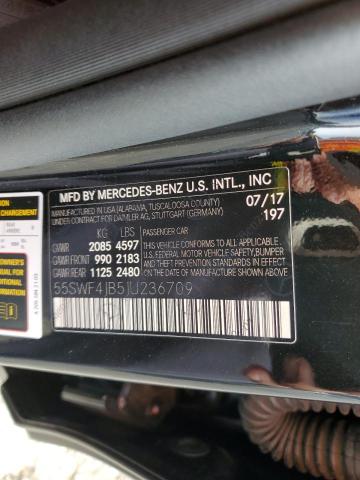 MFD BY MERCEDES-BENZ U.S. INTL., INC
MANUFACTURED IN USA (ALABAMA, TUSCALOOSA COUNTY) 07/17
UNDER CONTRACT FOR DAIMLER AG, STUTTGART (GERMANY) 197
KG LBS PASSENGER CAR
GVWR 2085 4597 THIS VEHICLE CONFORMS TO ALL APPLICABLE
GAWR FRONT 990 2183 U.S. FEDERAL MOTOR VEHICLE SAFETY, BUMPER
GAWR REAR 1125 2480 AND THEFT PREVENTION STANDARDS IN EFFECT
ON THE DATE OF MANUFACTURE SHOWN ABOVE.
55SWF4JB5JU236709
CHARGEMENT